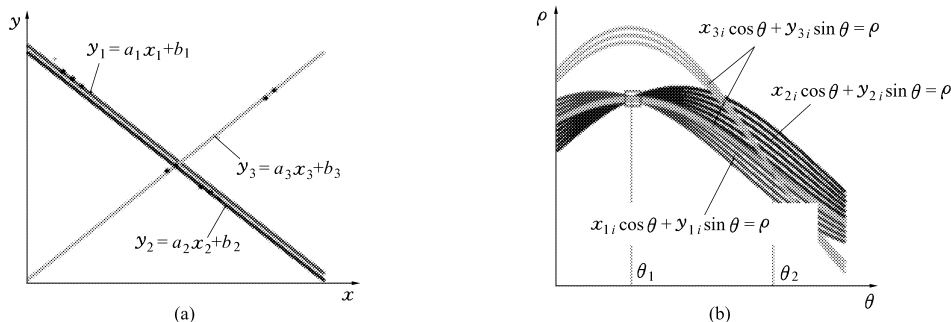 y
y₁ = a₁x₁+b₁
y₃ = a₃x₃+b₃
y₂ = a₂x₂+b₂
x
(a)
ρ
x₃ᵢ cos θ + y₃ᵢ sin θ = ρ
x₂ᵢ cos θ + y₂ᵢ sin θ = ρ
x₁ᵢ cos θ + y₁ᵢ sin θ = ρ
θ₁
θ₂
θ
(b)